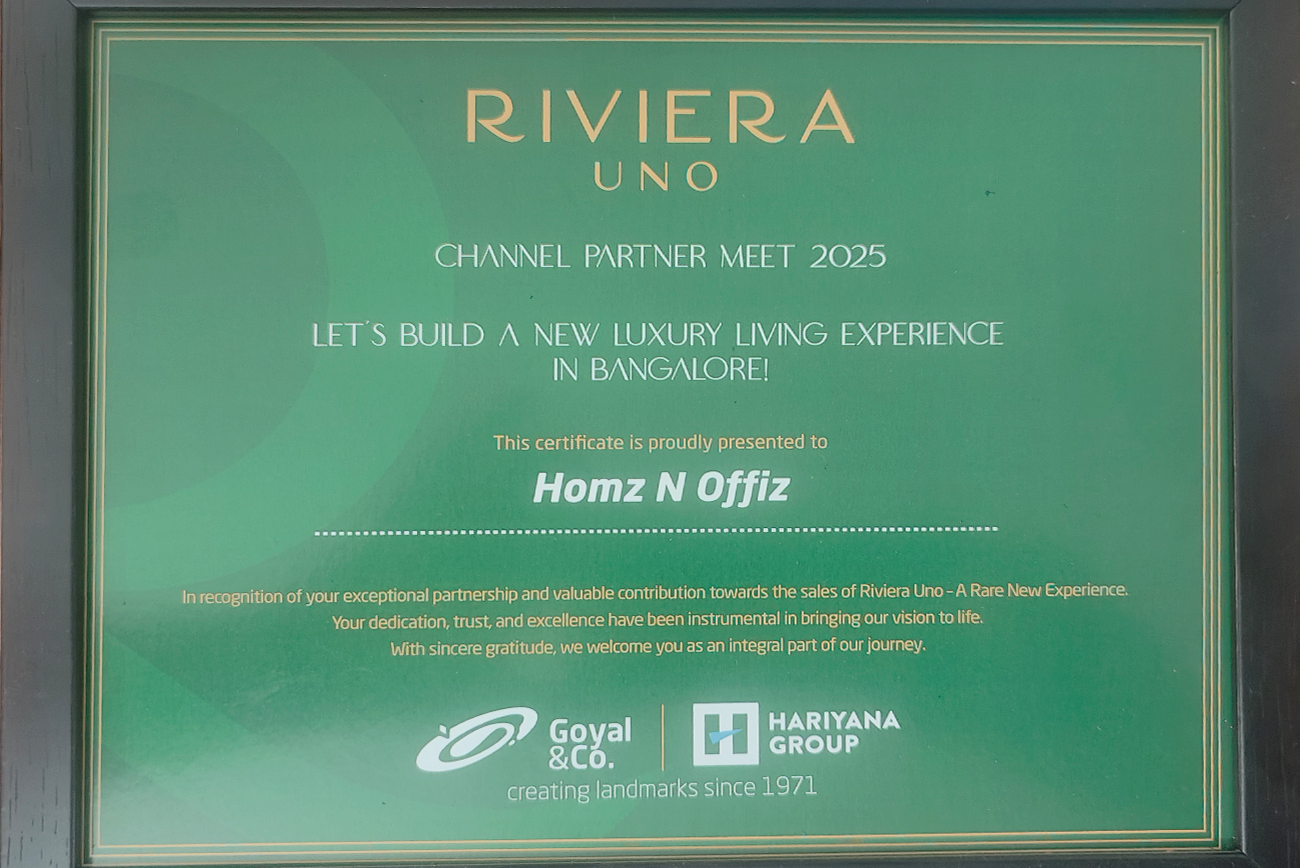 RIVIERA
UNO
CHANNEL PARTNER MEET 2025
LET'S BUILD A NEW LUXURY LIVING EXPERIENCE
IN BANGALORE!
This certificate is proudly presented to
Homz N Offiz
In recognition of your exceptional partnership and valuable contribution towards the sales of Riviera Uno – A Rare New Experience.
Your dedication, trust, and excellence have been instrumental in bringing our vision to life.
With sincere gratitude, we welcome you as an integral part of our journey.
Goyal
&Co.
HARIYANA
GROUP
creating landmarks since 1971